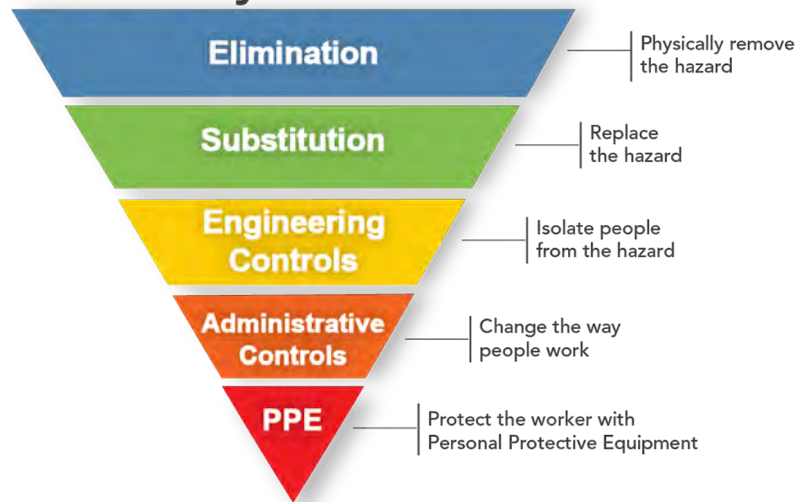 Elimination
Physically remove
the hazard
Substitution
Replace
the hazard
Engineering
Controls
Isolate people
from the hazard
Administrative
Controls
Change the way
people work
PPE
Protect the worker with
Personal Protective Equipment